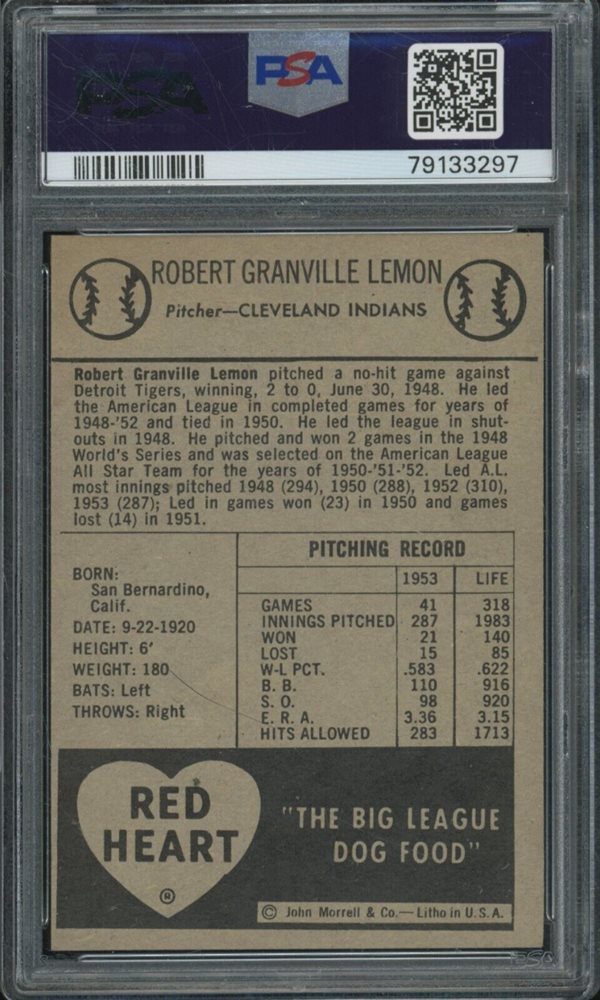 PSA
PSA
79133297
ROBERT GRANVILLE LEMON
Pitcher—CLEVELAND INDIANS
Robert Granville Lemon pitched a no-hit game against
Detroit Tigers, winning, 2 to 0, June 30, 1948. He led
the American League in completed games for years of
1948-'52 and tied in 1950. He led the league in shut-
outs in 1948. He pitched and won 2 games in the 1948
World's Series and was selected on the American League
All Star Team for the years of 1950-'51-'52. Led A.L.
most innings pitched 1948 (294), 1950 (288), 1952 (310),
1953 (287); Led in games won (23) in 1950 and games
lost (14) in 1951.
BORN:
San Bernardino,
Calif.
DATE: 9-22-1920
HEIGHT: 6'
WEIGHT: 180
BATS: Left
THROWS: Right
PITCHING RECORD
1953 LIFE
GAMES 41 318
INNINGS PITCHED 287 1983
WON 21 140
LOST 15 85
W-L PCT. .583 .622
B. B. 110 916
S. O. 98 920
E. R. A. 3.36 3.15
HITS ALLOWED 283 1713
RED
HEART
®
"THE BIG LEAGUE
DOG FOOD"
© John Morrell & Co.—Litho in U.S.A.
PSA